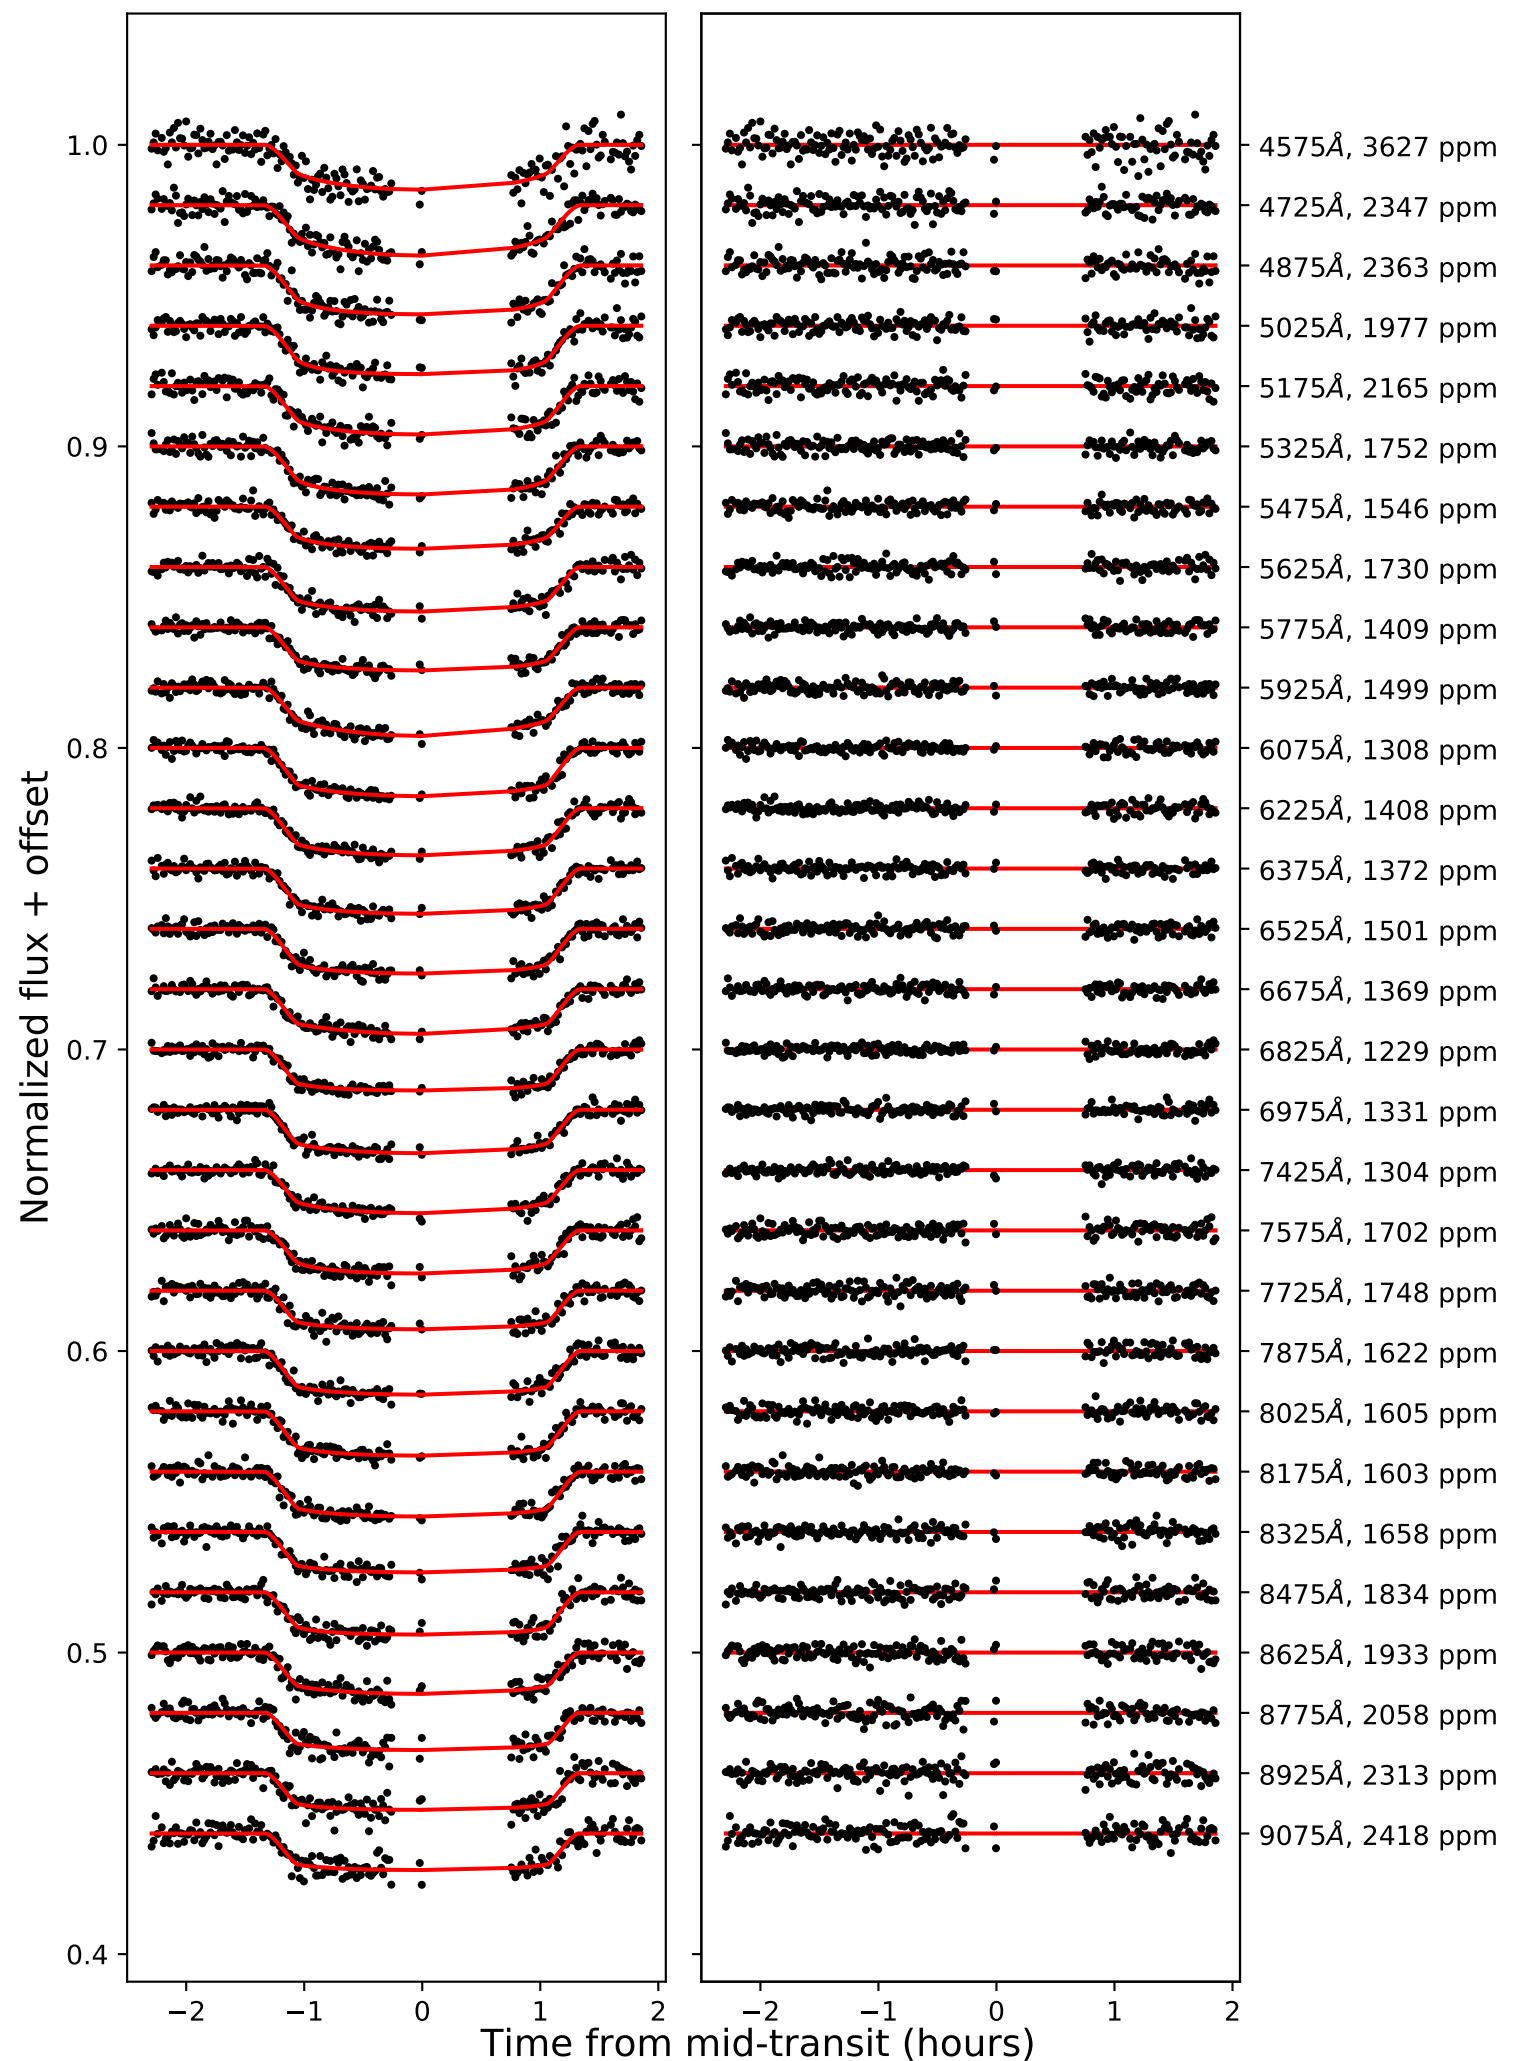 1.0
0.9
0.8
0.7
0.6
0.5
0.4
Normalized flux + offset
−2 −1 0 1 2
−2 −1 0 1 2
Time from mid-transit (hours)
4575Å, 3627 ppm
4725Å, 2347 ppm
4875Å, 2363 ppm
5025Å, 1977 ppm
5175Å, 2165 ppm
5325Å, 1752 ppm
5475Å, 1546 ppm
5625Å, 1730 ppm
5775Å, 1409 ppm
5925Å, 1499 ppm
6075Å, 1308 ppm
6225Å, 1408 ppm
6375Å, 1372 ppm
6525Å, 1501 ppm
6675Å, 1369 ppm
6825Å, 1229 ppm
6975Å, 1331 ppm
7425Å, 1304 ppm
7575Å, 1702 ppm
7725Å, 1748 ppm
7875Å, 1622 ppm
8025Å, 1605 ppm
8175Å, 1603 ppm
8325Å, 1658 ppm
8475Å, 1834 ppm
8625Å, 1933 ppm
8775Å, 2058 ppm
8925Å, 2313 ppm
9075Å, 2418 ppm